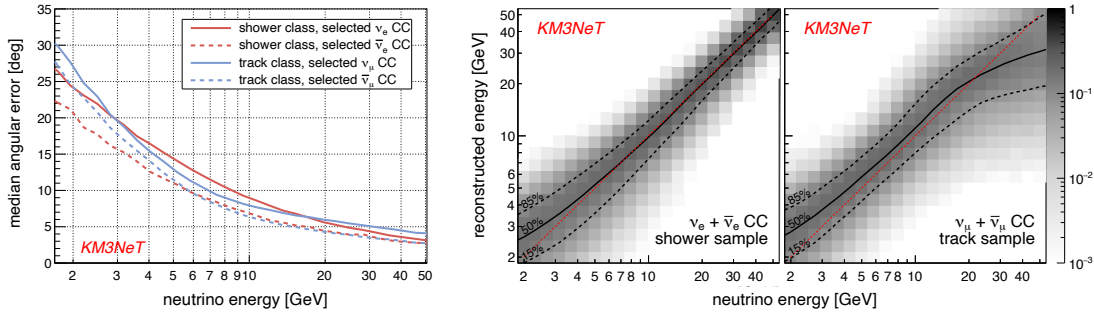 median angular error [deg]
35
30
25
20
15
10
5
0
shower class, selected νe CC
shower class, selected ν̅e CC
track class, selected νμ CC
track class, selected ν̅μ CC
KM3NeT
2 3 4 5 6 7 8 910 20 30 40 50
neutrino energy [GeV]
reconstructed energy [GeV]
50
40
30
20
10
6
5
4
3
2
KM3NeT
85%
50%
15%
νe + ν̅e CC
shower sample
2 3 4 5 6 7 8 10 20 30 40
KM3NeT
85%
50%
15%
νμ + ν̅μ CC
track sample
2 3 4 5 6 7 8 10 20 30 40
neutrino energy [GeV]
1
10⁻¹
10⁻²
10⁻³